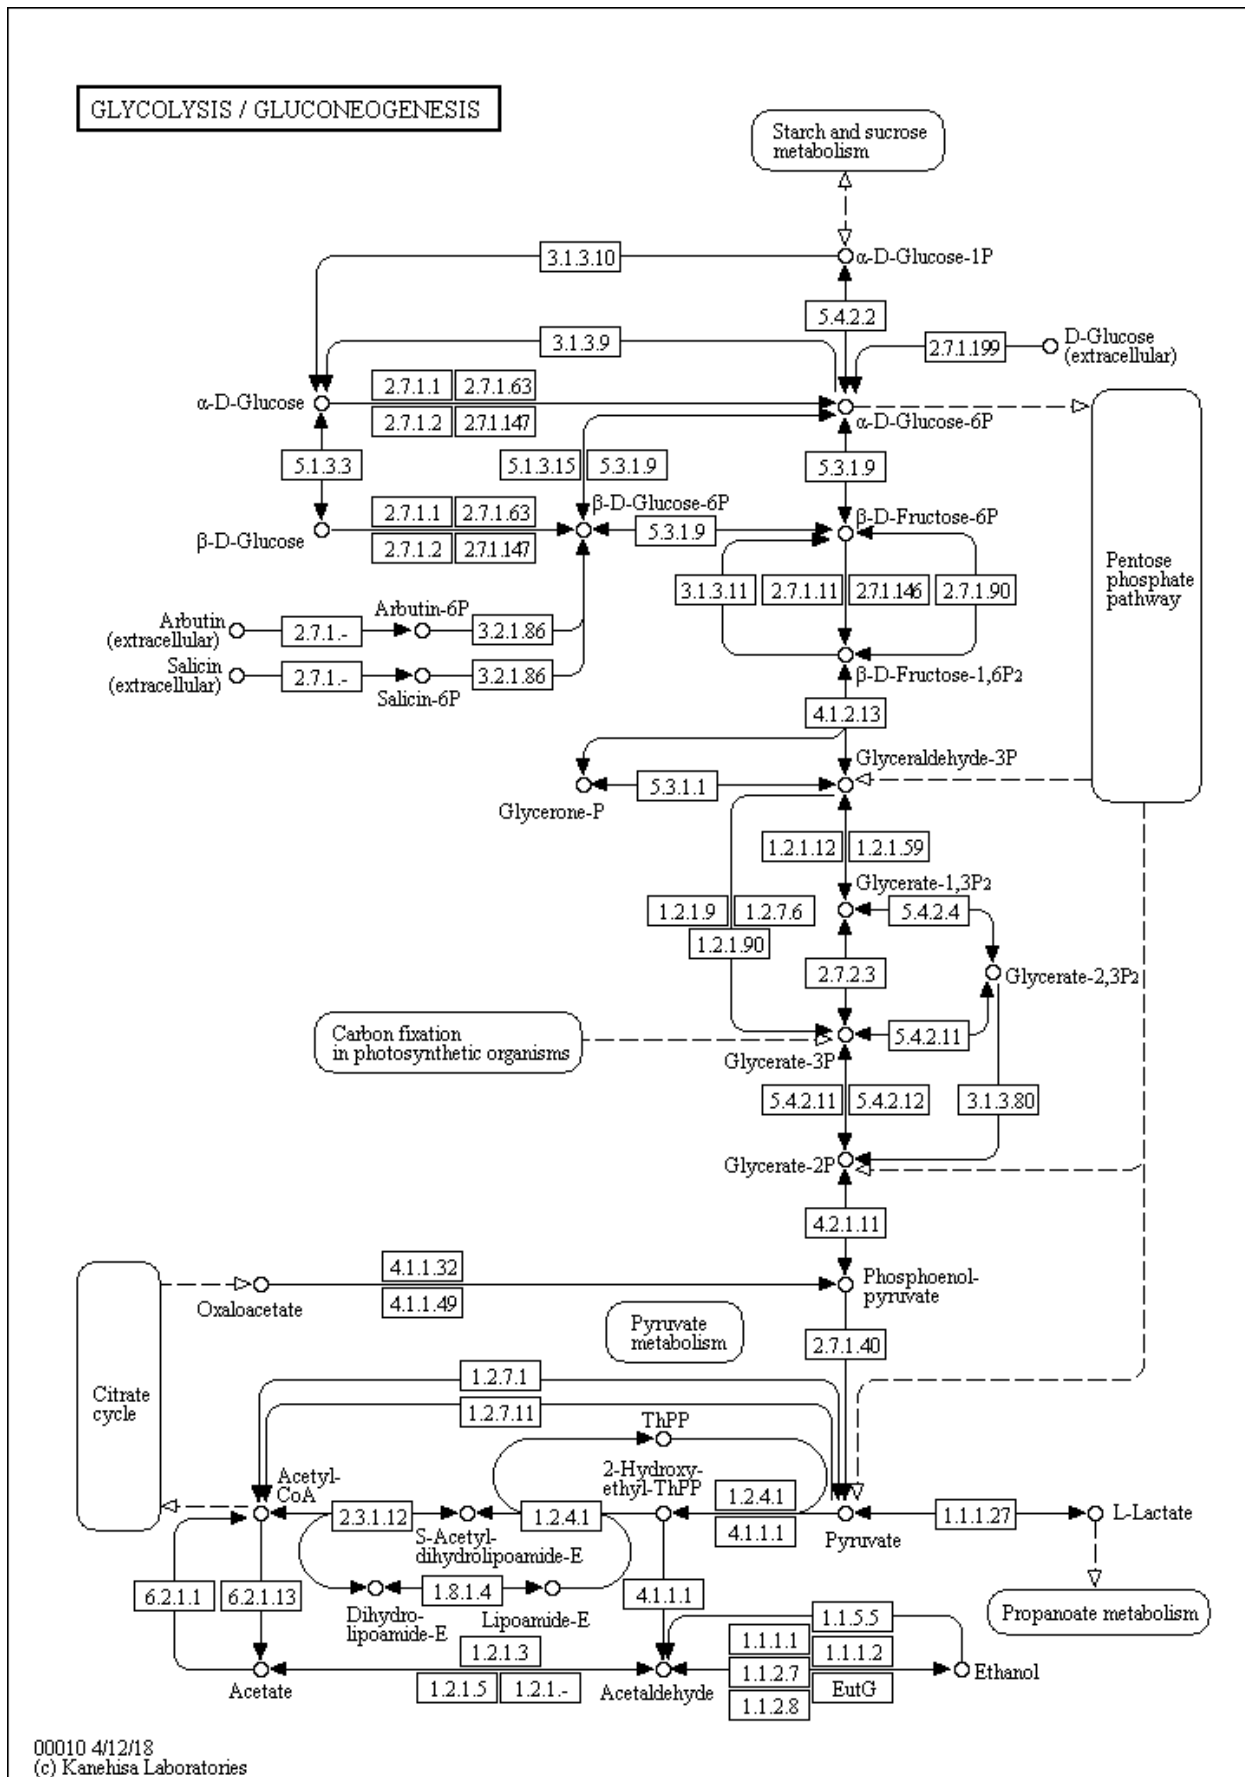 GLYCOLYSIS / GLUCONEOGENESIS
Starch and sucrose
metabolism
3.1.3.10
α-D-Glucose-1P
5.4.2.2
3.1.3.9
2.7.1.199
D-Glucose
(extracellular)
2.7.1.1
2.7.1.63
α-D-Glucose
2.7.1.2
2.7.1.147
α-D-Glucose-6P
5.1.3.3
5.1.3.15
5.3.1.9
5.3.1.9
β-D-Glucose-6P
β-D-Fructose-6P
2.7.1.1
2.7.1.63
β-D-Glucose
5.3.1.9
2.7.1.2
2.7.1.147
Pentose
phosphate
pathway
3.1.3.11
2.7.1.11
2.7.1.146
2.7.1.90
Arbutin
(extracellular)
2.7.1.-
Arbutin-6P
3.2.1.86
Salicin
(extracellular)
2.7.1.-
Salicin-6P
3.2.1.86
β-D-Fructose-1,6P2
4.1.2.13
Glyceraldehyde-3P
5.3.1.1
Glycerone-P
1.2.1.12
1.2.1.59
Glycerate-1,3P2
1.2.1.9
1.2.7.6
5.4.2.4
1.2.1.90
2.7.2.3
Glycerate-2,3P2
Carbon fixation
in photosynthetic organisms
5.4.2.11
Glycerate-3P
5.4.2.11
5.4.2.12
3.1.3.80
Glycerate-2P
4.2.1.11
4.1.1.32
Oxaloacetate
4.1.1.49
Phosphoenol-
pyruvate
Pyruvate
metabolism
2.7.1.40
Citrate
cycle
1.2.7.1
1.2.7.11
ThPP
Acetyl-
CoA
2-Hydroxy-
ethyl-ThPP
1.2.4.1
2.3.1.12
1.2.4.1
4.1.1.1
Pyruvate
1.1.1.27
L-Lactate
S-Acetyl-
dihydrolipoamide-E
6.2.1.1
6.2.1.13
1.8.1.4
4.1.1.1
Dihydro-
lipoamide-E
Lipoamide-E
Propanoate metabolism
1.1.5.5
1.2.1.3
1.1.1.1
1.1.1.2
Acetate
1.1.2.7
Ethanol
1.2.1.5
1.2.1.-
Acetaldehyde
EutG
1.1.2.8
00010 4/12/18
(c) Kanehisa Laboratories